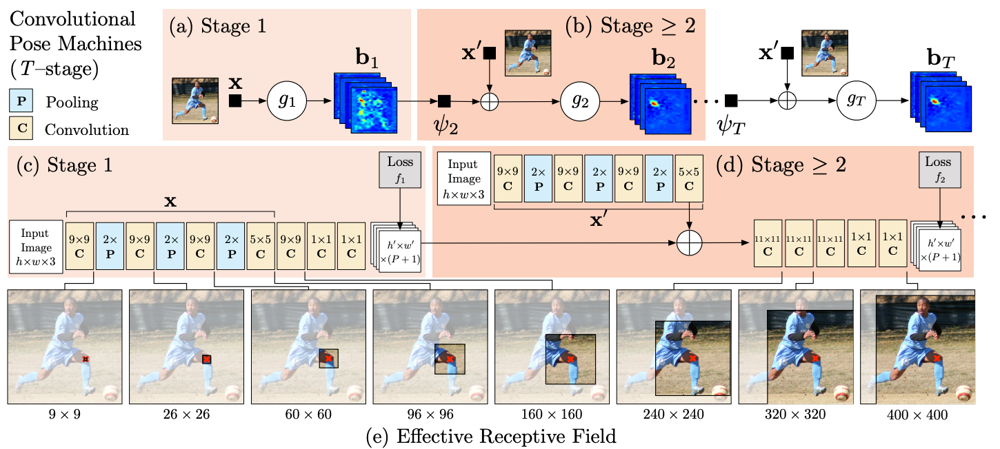 Convolutional
Pose Machines
(T–stage)
P Pooling
C Convolution
(a) Stage 1
x
g₁
b₁
(b) Stage ≥ 2
x′
ψ₂
⊕
g₂
b₂
···
x′
ψ_T
⊕
g_T
b_T
(c) Stage 1
Loss
f₁
x
Input
Image
h×w×3
9×9
C
2×
P
9×9
C
2×
P
9×9
C
2×
P
5×5
C
9×9
C
1×1
C
1×1
C
h′×w′
×(P + 1)
(d) Stage ≥ 2
Input
Image
h×w×3
9×9
C
2×
P
9×9
C
2×
P
9×9
C
2×
P
5×5
C
x′
⊕
11×11
C
11×11
C
11×11
C
1×1
C
1×1
C
Loss
f₂
h′×w′
×(P + 1)
···
9 × 9
26 × 26
60 × 60
96 × 96
160 × 160
240 × 240
320 × 320
400 × 400
(e) Effective Receptive Field